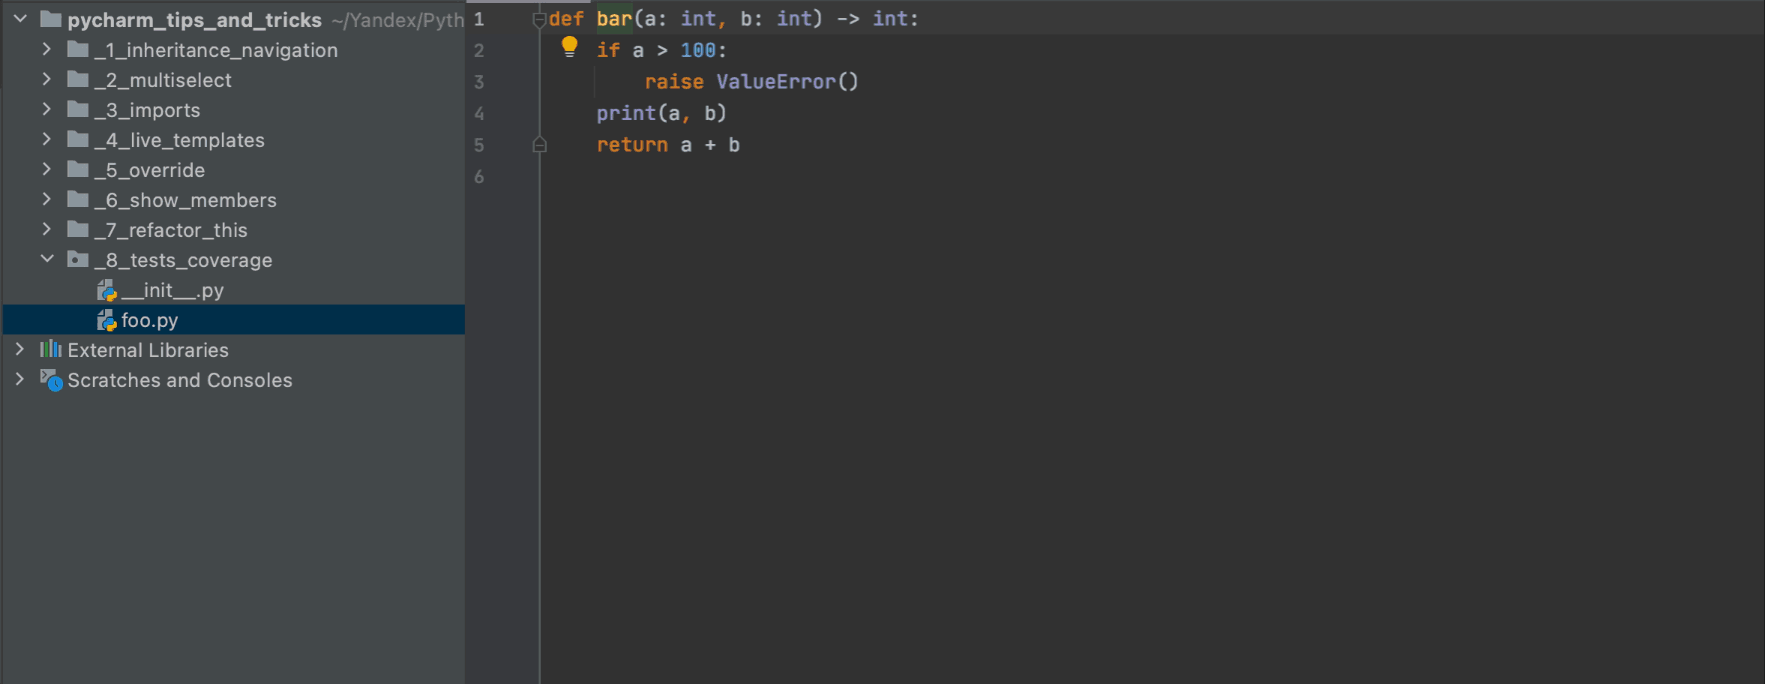 pycharm_tips_and_tricks ~/Yandex/Pyth
_1_inheritance_navigation
_2_multiselect
_3_imports
_4_live_templates
_5_override
_6_show_members
_7_refactor_this
_8_tests_coverage
__init__.py
foo.py
External Libraries
Scratches and Consoles
1 def bar(a: int, b: int) -> int:
2     if a > 100:
3         raise ValueError()
4     print(a, b)
5     return a + b
6